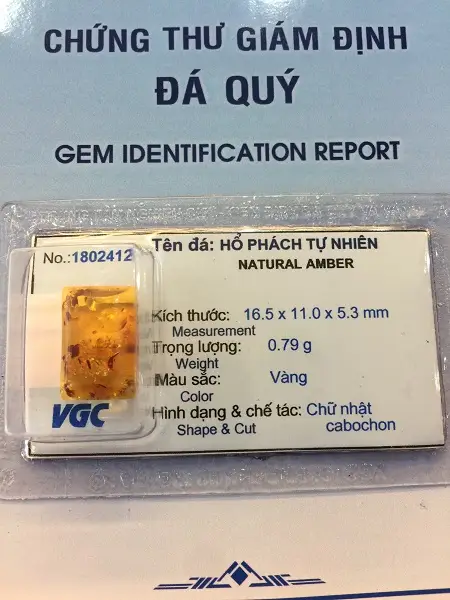 CHỨNG THƯ GIÁM ĐỊNH
ĐÁ QUÝ
GEM IDENTIFICATION REPORT
No.:1802412
Tên đá: HỔ PHÁCH TỰ NHIÊN
NATURAL AMBER
Kích thước: 16.5 x 11.0 x 5.3 mm
Measurement
Trọng lượng: 0.79 g
Weight
Màu sắc: Vàng
Color
Hình dạng & chế tác: Chữ nhật
Shape & Cut cabochon
VGC